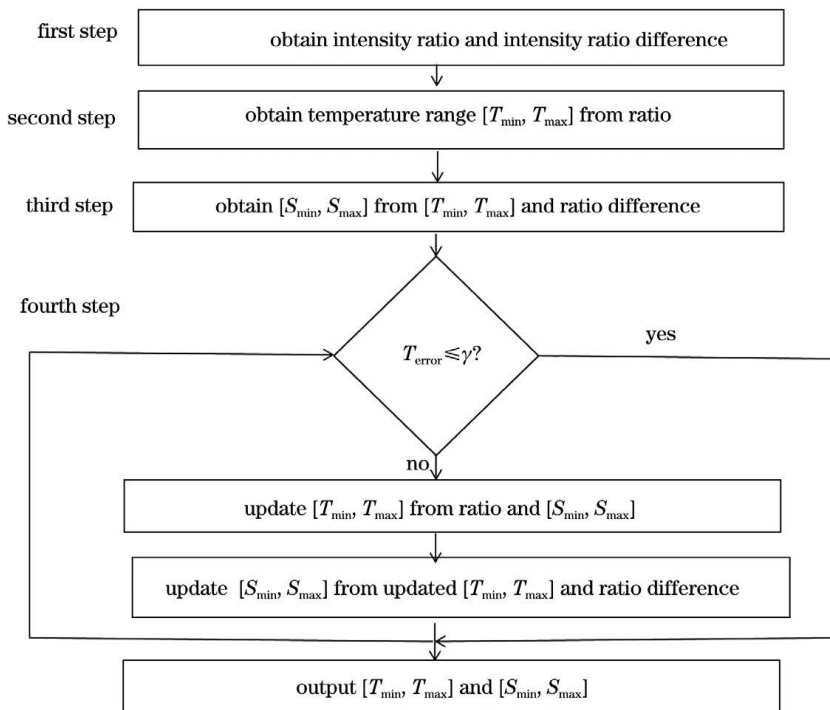 first step
obtain intensity ratio and intensity ratio difference
second step
obtain temperature range [Tmin, Tmax] from ratio
third step
obtain [Smin, Smax] from [Tmin, Tmax] and ratio difference
fourth step
Terror⩽γ?
yes
no
update [Tmin, Tmax] from ratio and [Smin, Smax]
update [Smin, Smax] from updated [Tmin, Tmax] and ratio difference
output [Tmin, Tmax] and [Smin, Smax]